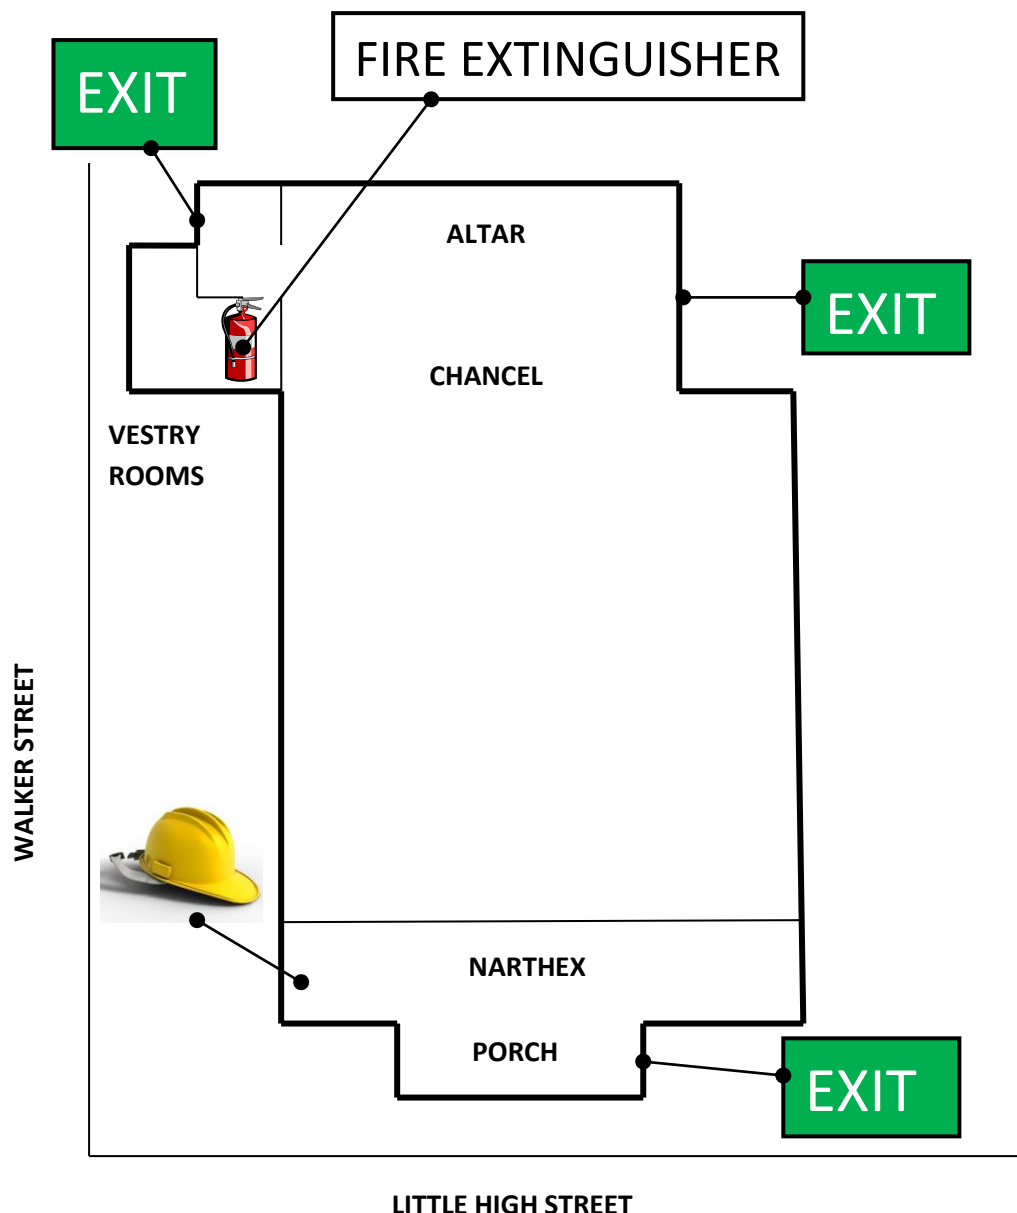 FIRE EXTINGUISHER
EXIT
ALTAR
EXIT
CHANCEL
VESTRY
ROOMS
WALKER STREET
NARTHEX
PORCH
EXIT
LITTLE HIGH STREET